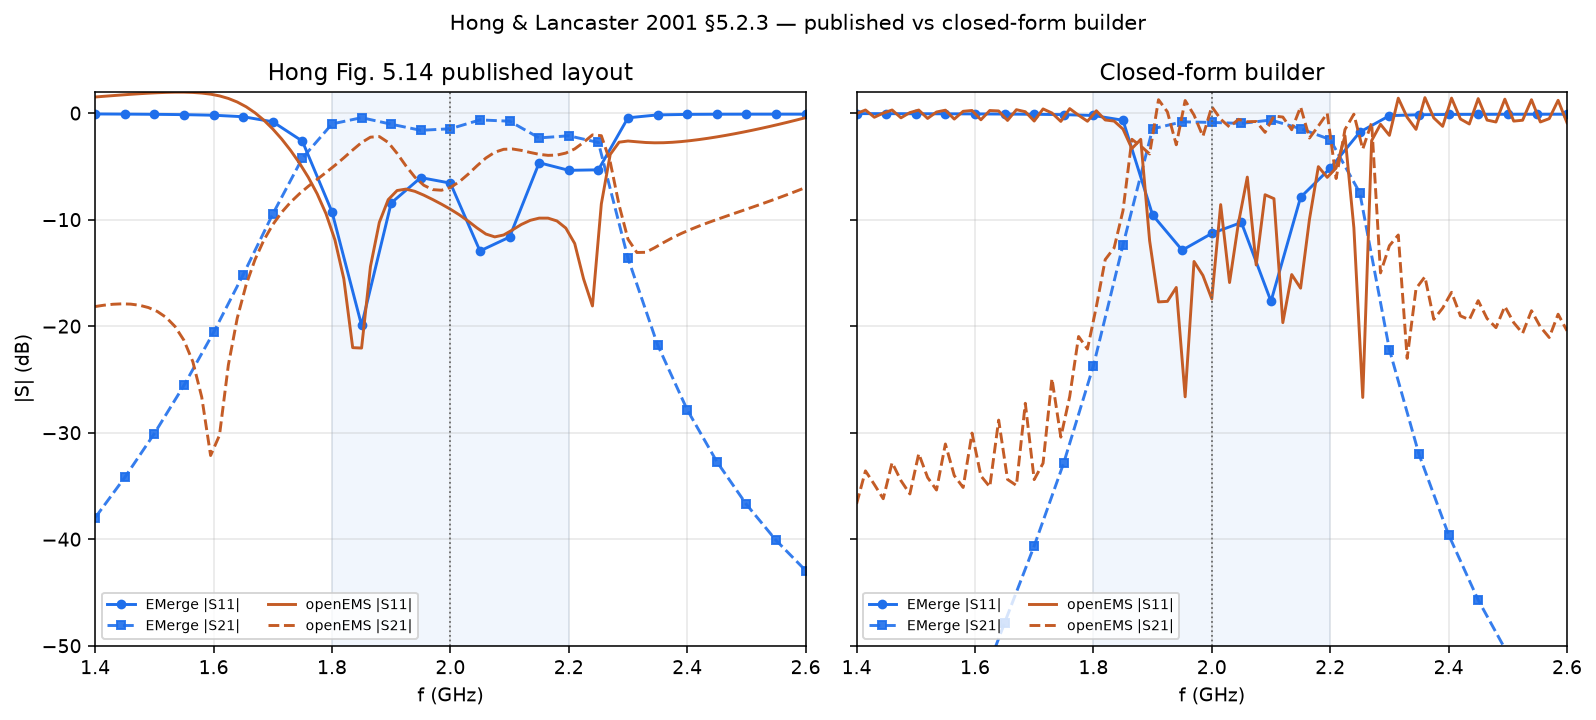 Hong & Lancaster 2001 §5.2.3 — published vs closed-form builder
Hong Fig. 5.14 published layout
|S| (dB)
0
−10
−20
−30
−40
−50
EMerge |S11|
EMerge |S21|
openEMS |S11|
openEMS |S21|
1.4 1.6 1.8 2.0 2.2 2.4 2.6
f (GHz)
Closed-form builder
EMerge |S11|
EMerge |S21|
openEMS |S11|
openEMS |S21|
1.4 1.6 1.8 2.0 2.2 2.4 2.6
f (GHz)